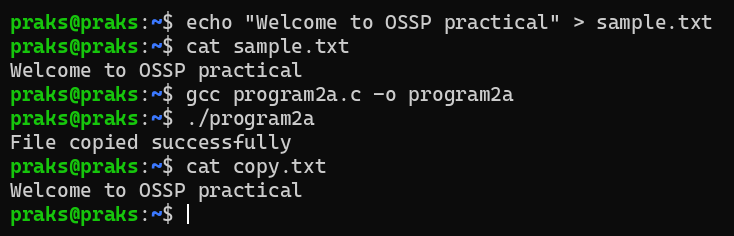 praks@praks:~$ echo "Welcome to OSSP practical" > sample.txt
praks@praks:~$ cat sample.txt
Welcome to OSSP practical
praks@praks:~$ gcc program2a.c -o program2a
praks@praks:~$ ./program2a
File copied successfully
praks@praks:~$ cat copy.txt
Welcome to OSSP practical
praks@praks:~$